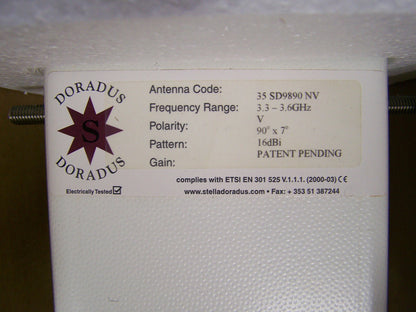 DORADUS
S
DORADUS
Electrically Tested
Antenna Code: 35 SD9890 NV
Frequency Range: 3.3 – 3.6GHz
Polarity: V
Pattern: 90° x 7°
Gain: 16dBi
PATENT PENDING
complies with ETSI EN 301 525 V.1.1.1. (2000-03) CE
www.stelladoradus.com • Fax: + 353 51 387244